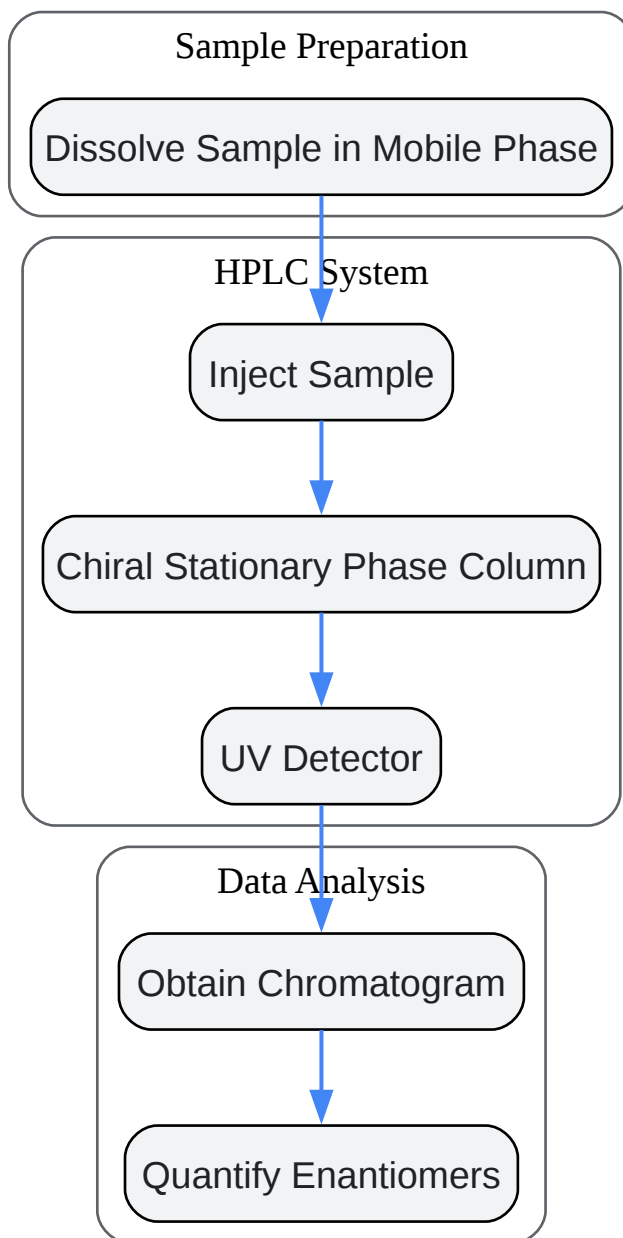 Sample Preparation
Dissolve Sample in Mobile Phase
HPLC System
Inject Sample
Chiral Stationary Phase Column
UV Detector
Data Analysis
Obtain Chromatogram
Quantify Enantiomers